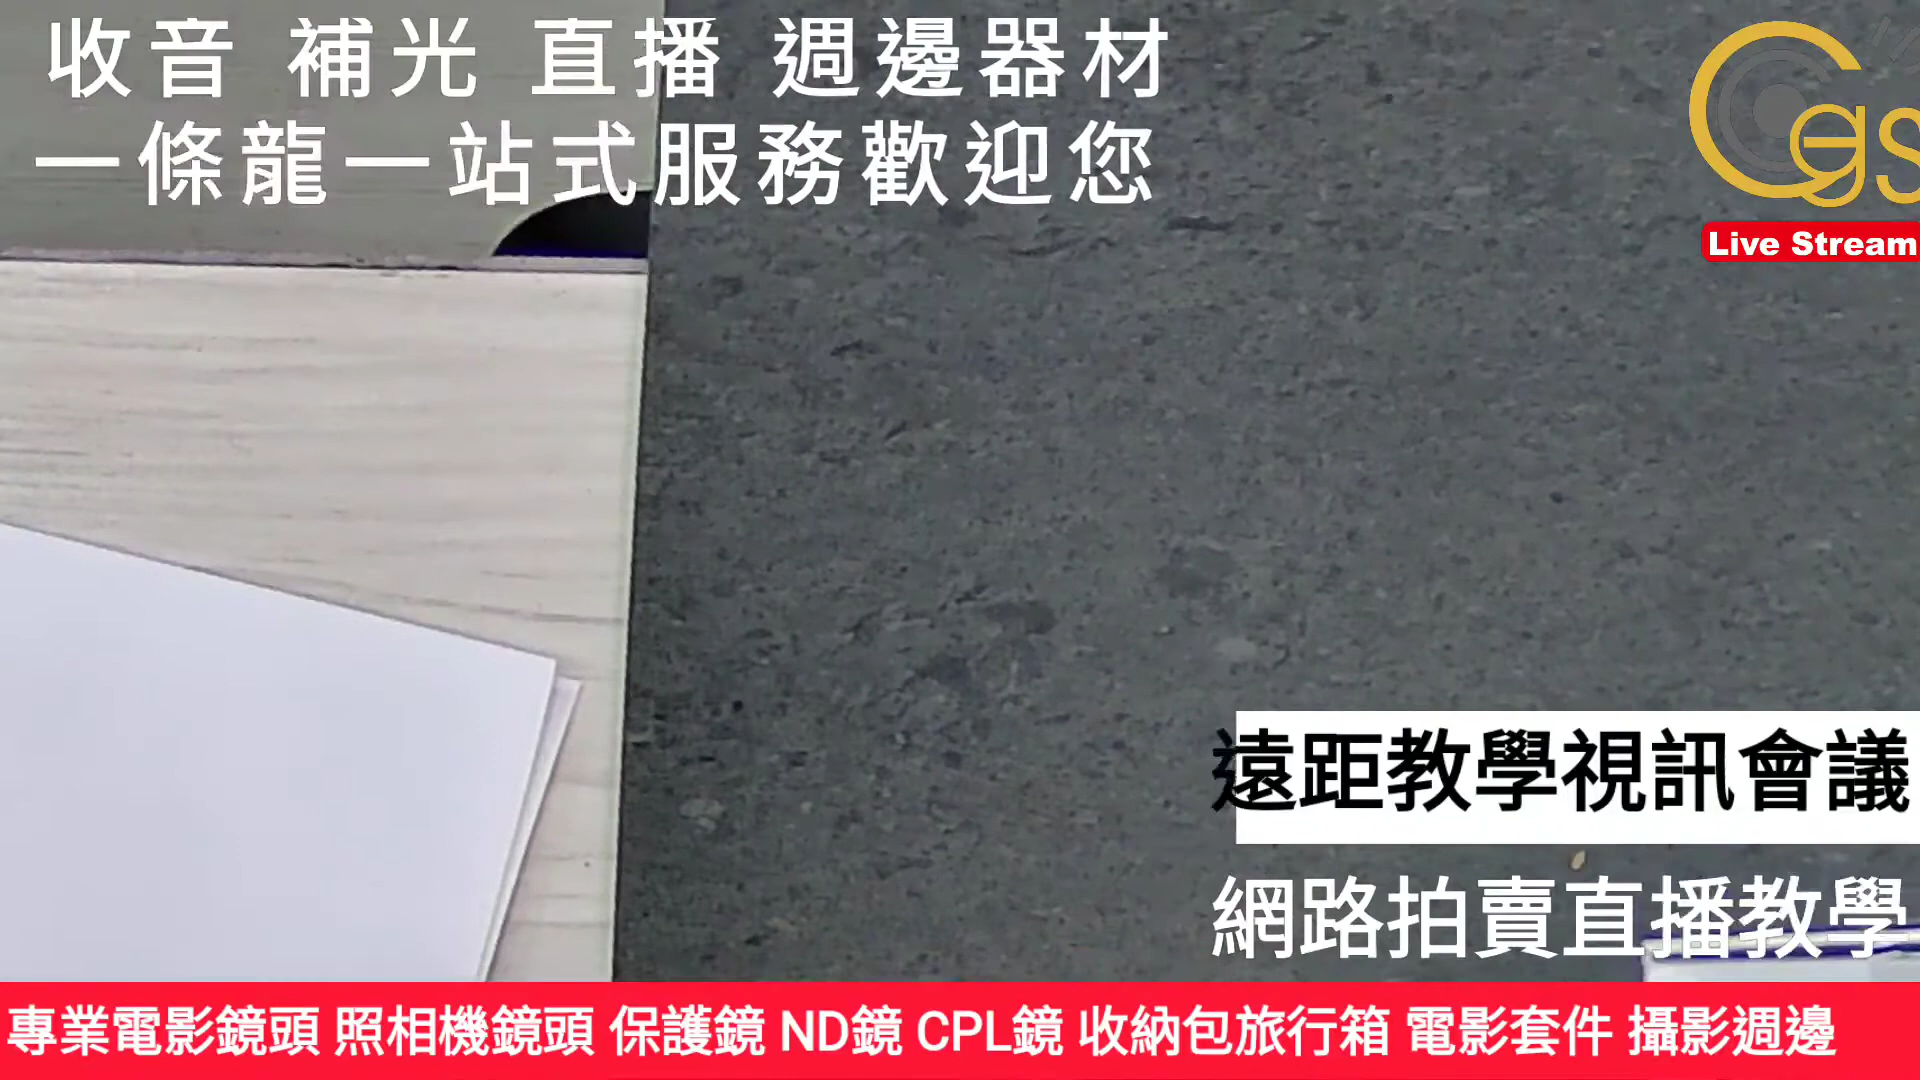 收音 補光 直播 週邊器材
一條龍一站式服務歡迎您
Cgs
Live Stream
遠距教學視訊會議
網路拍賣直播教學
專業電影鏡頭 照相機鏡頭 保護鏡 ND鏡 CPL鏡 收納包旅行箱 電影套件 攝影週邊